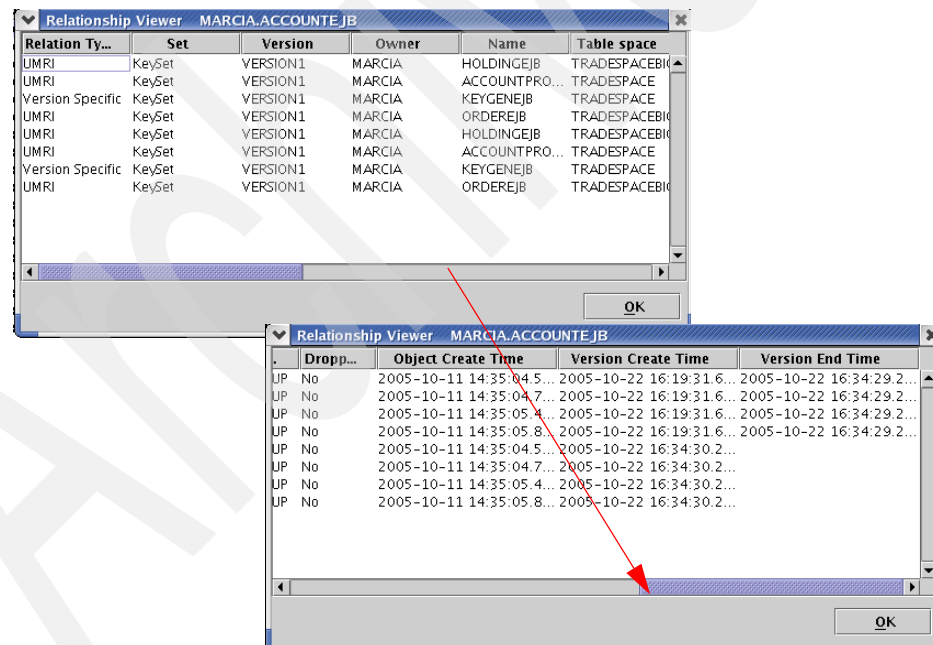 Relationship Viewer MARCIA.ACCOUNTEJB
Relation Ty... Set Version Owner Name Table space
UMRI KeySet VERSION1 MARCIA HOLDINGEJB TRADESPACEBI
UMRI KeySet VERSION1 MARCIA ACCOUNTPRO... TRADESPACE
Version Specific KeySet VERSION1 MARCIA KEYGENEJB TRADESPACE
UMRI KeySet VERSION1 MARCIA ORDEREJB TRADESPACEBI
UMRI KeySet VERSION1 MARCIA HOLDINGEJB TRADESPACEBI
UMRI KeySet VERSION1 MARCIA ACCOUNTPRO... TRADESPACE
Version Specific KeySet VERSION1 MARCIA KEYGENEJB TRADESPACE
UMRI KeySet VERSION1 MARCIA ORDEREJB TRADESPACEBI
OK
Relationship Viewer MARCIA.ACCOUNTEJB
. Dropp... Object Create Time Version Create Time Version End Time
UP No 2005-10-11 14:35:04.5... 2005-10-22 16:19:31.6... 2005-10-22 16:34:29.2...
UP No 2005-10-11 14:35:04.7... 2005-10-22 16:19:31.6... 2005-10-22 16:34:29.2...
UP No 2005-10-11 14:35:05.4... 2005-10-22 16:19:31.6... 2005-10-22 16:34:29.2...
UP No 2005-10-11 14:35:05.8... 2005-10-22 16:19:31.6... 2005-10-22 16:34:29.2...
UP No 2005-10-11 14:35:04.5... 2005-10-22 16:34:30.2...
UP No 2005-10-11 14:35:04.7... 2005-10-22 16:34:30.2...
UP No 2005-10-11 14:35:05.4... 2005-10-22 16:34:30.2...
UP No 2005-10-11 14:35:05.8... 2005-10-22 16:34:30.2...
OK